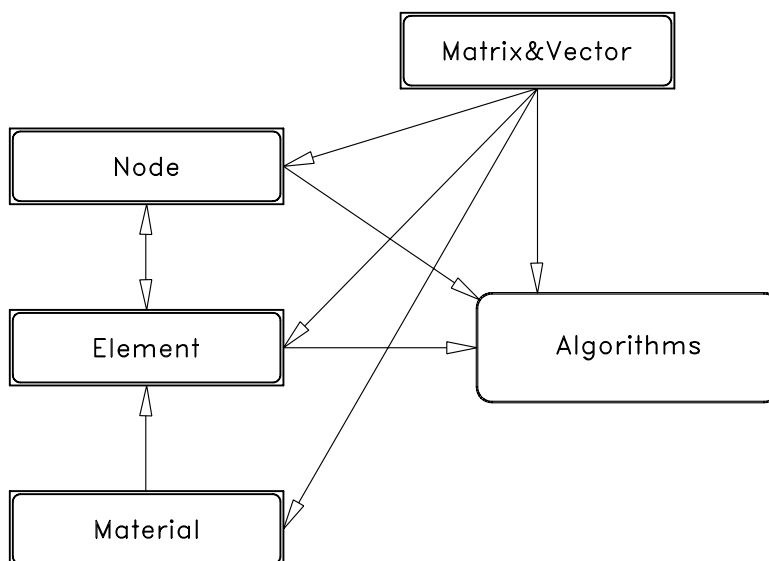 Matrix&Vector
Node
Element
Algorithms
Material